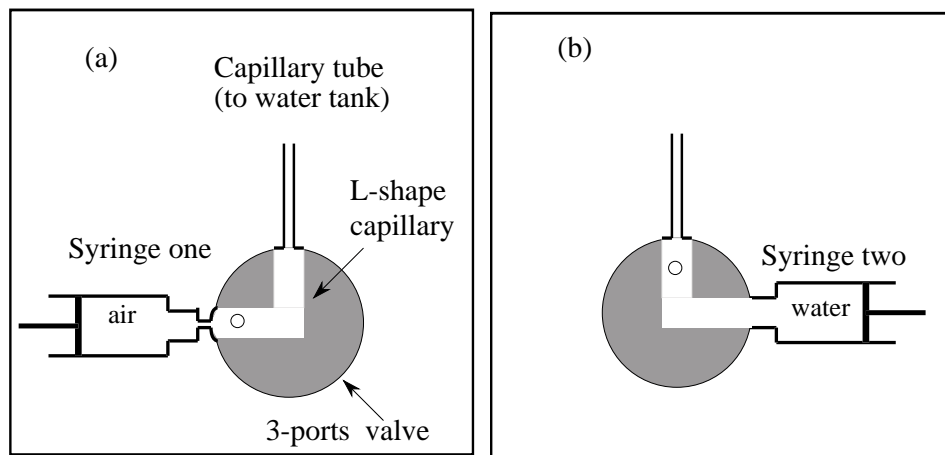 (a)
Capillary tube
(to water tank)
L-shape
capillary
Syringe one
air
3-ports valve
(b)
Syringe two
water